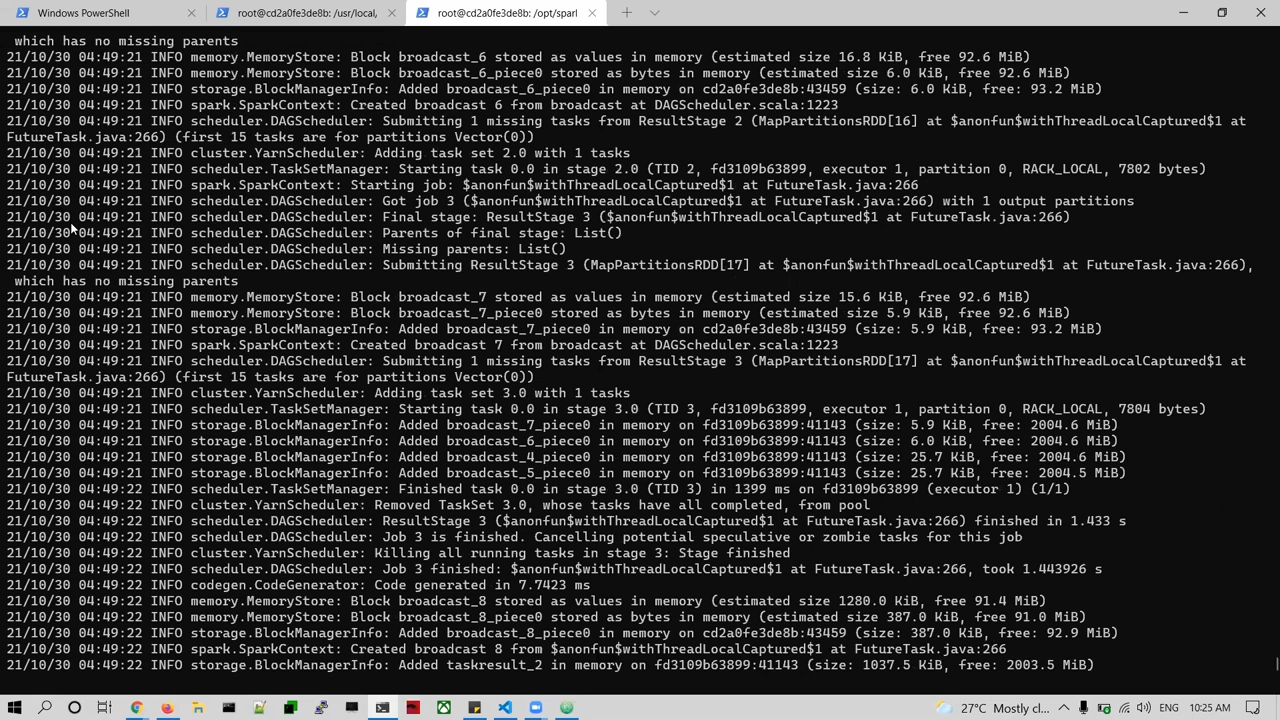 Windows PowerShell
root@cd2a0fe3de8b: /usr/local,
root@cd2a0fe3de8b: /opt/sparl
which has no missing parents
21/10/30 04:49:21 INFO memory.MemoryStore: Block broadcast_6 stored as values in memory (estimated size 16.8 KiB, free 92.6 MiB)
21/10/30 04:49:21 INFO memory.MemoryStore: Block broadcast_6_piece0 stored as bytes in memory (estimated size 6.0 KiB, free 92.6 MiB)
21/10/30 04:49:21 INFO storage.BlockManagerInfo: Added broadcast_6_piece0 in memory on cd2a0fe3de8b:43459 (size: 6.0 KiB, free: 93.2 MiB)
21/10/30 04:49:21 INFO spark.SparkContext: Created broadcast 6 from broadcast at DAGScheduler.scala:1223
21/10/30 04:49:21 INFO scheduler.DAGScheduler: Submitting 1 missing tasks from ResultStage 2 (MapPartitionsRDD[16] at $anonfun$withThreadLocalCaptured$1 at
FutureTask.java:266) (first 15 tasks are for partitions Vector(0))
21/10/30 04:49:21 INFO cluster.YarnScheduler: Adding task set 2.0 with 1 tasks
21/10/30 04:49:21 INFO scheduler.TaskSetManager: Starting task 0.0 in stage 2.0 (TID 2, fd3109b63899, executor 1, partition 0, RACK_LOCAL, 7802 bytes)
21/10/30 04:49:21 INFO spark.SparkContext: Starting job: $anonfun$withThreadLocalCaptured$1 at FutureTask.java:266
21/10/30 04:49:21 INFO scheduler.DAGScheduler: Got job 3 ($anonfun$withThreadLocalCaptured$1 at FutureTask.java:266) with 1 output partitions
21/10/30 04:49:21 INFO scheduler.DAGScheduler: Final stage: ResultStage 3 ($anonfun$withThreadLocalCaptured$1 at FutureTask.java:266)
21/10/30 04:49:21 INFO scheduler.DAGScheduler: Parents of final stage: List()
21/10/30 04:49:21 INFO scheduler.DAGScheduler: Missing parents: List()
21/10/30 04:49:21 INFO scheduler.DAGScheduler: Submitting ResultStage 3 (MapPartitionsRDD[17] at $anonfun$withThreadLocalCaptured$1 at FutureTask.java:266),
which has no missing parents
21/10/30 04:49:21 INFO memory.MemoryStore: Block broadcast_7 stored as values in memory (estimated size 15.6 KiB, free 92.6 MiB)
21/10/30 04:49:21 INFO memory.MemoryStore: Block broadcast_7_piece0 stored as bytes in memory (estimated size 5.9 KiB, free 92.6 MiB)
21/10/30 04:49:21 INFO storage.BlockManagerInfo: Added broadcast_7_piece0 in memory on cd2a0fe3de8b:43459 (size: 5.9 KiB, free: 93.2 MiB)
21/10/30 04:49:21 INFO spark.SparkContext: Created broadcast 7 from broadcast at DAGScheduler.scala:1223
21/10/30 04:49:21 INFO scheduler.DAGScheduler: Submitting 1 missing tasks from ResultStage 3 (MapPartitionsRDD[17] at $anonfun$withThreadLocalCaptured$1 at
FutureTask.java:266) (first 15 tasks are for partitions Vector(0))
21/10/30 04:49:21 INFO cluster.YarnScheduler: Adding task set 3.0 with 1 tasks
21/10/30 04:49:21 INFO scheduler.TaskSetManager: Starting task 0.0 in stage 3.0 (TID 3, fd3109b63899, executor 1, partition 0, RACK_LOCAL, 7804 bytes)
21/10/30 04:49:21 INFO storage.BlockManagerInfo: Added broadcast_7_piece0 in memory on fd3109b63899:41143 (size: 5.9 KiB, free: 2004.6 MiB)
21/10/30 04:49:21 INFO storage.BlockManagerInfo: Added broadcast_6_piece0 in memory on fd3109b63899:41143 (size: 6.0 KiB, free: 2004.6 MiB)
21/10/30 04:49:21 INFO storage.BlockManagerInfo: Added broadcast_4_piece0 in memory on fd3109b63899:41143 (size: 25.7 KiB, free: 2004.6 MiB)
21/10/30 04:49:21 INFO storage.BlockManagerInfo: Added broadcast_5_piece0 in memory on fd3109b63899:41143 (size: 25.7 KiB, free: 2004.5 MiB)
21/10/30 04:49:22 INFO scheduler.TaskSetManager: Finished task 0.0 in stage 3.0 (TID 3) in 1399 ms on fd3109b63899 (executor 1) (1/1)
21/10/30 04:49:22 INFO cluster.YarnScheduler: Removed TaskSet 3.0, whose tasks have all completed, from pool
21/10/30 04:49:22 INFO scheduler.DAGScheduler: ResultStage 3 ($anonfun$withThreadLocalCaptured$1 at FutureTask.java:266) finished in 1.433 s
21/10/30 04:49:22 INFO scheduler.DAGScheduler: Job 3 is finished. Cancelling potential speculative or zombie tasks for this job
21/10/30 04:49:22 INFO cluster.YarnScheduler: Killing all running tasks in stage 3: Stage finished
21/10/30 04:49:22 INFO scheduler.DAGScheduler: Job 3 finished: $anonfun$withThreadLocalCaptured$1 at FutureTask.java:266, took 1.443926 s
21/10/30 04:49:22 INFO codegen.CodeGenerator: Code generated in 7.7423 ms
21/10/30 04:49:22 INFO memory.MemoryStore: Block broadcast_8 stored as values in memory (estimated size 1280.0 KiB, free 91.4 MiB)
21/10/30 04:49:22 INFO memory.MemoryStore: Block broadcast_8_piece0 stored as bytes in memory (estimated size 387.0 KiB, free 91.0 MiB)
21/10/30 04:49:22 INFO storage.BlockManagerInfo: Added broadcast_8_piece0 in memory on cd2a0fe3de8b:43459 (size: 387.0 KiB, free: 92.9 MiB)
21/10/30 04:49:22 INFO spark.SparkContext: Created broadcast 8 from $anonfun$withThreadLocalCaptured$1 at FutureTask.java:266
21/10/30 04:49:22 INFO storage.BlockManagerInfo: Added taskresult_2 in memory on fd3109b63899:41143 (size: 1037.5 KiB, free: 2003.5 MiB)
27°C Mostly cl... ENG 10:25 AM